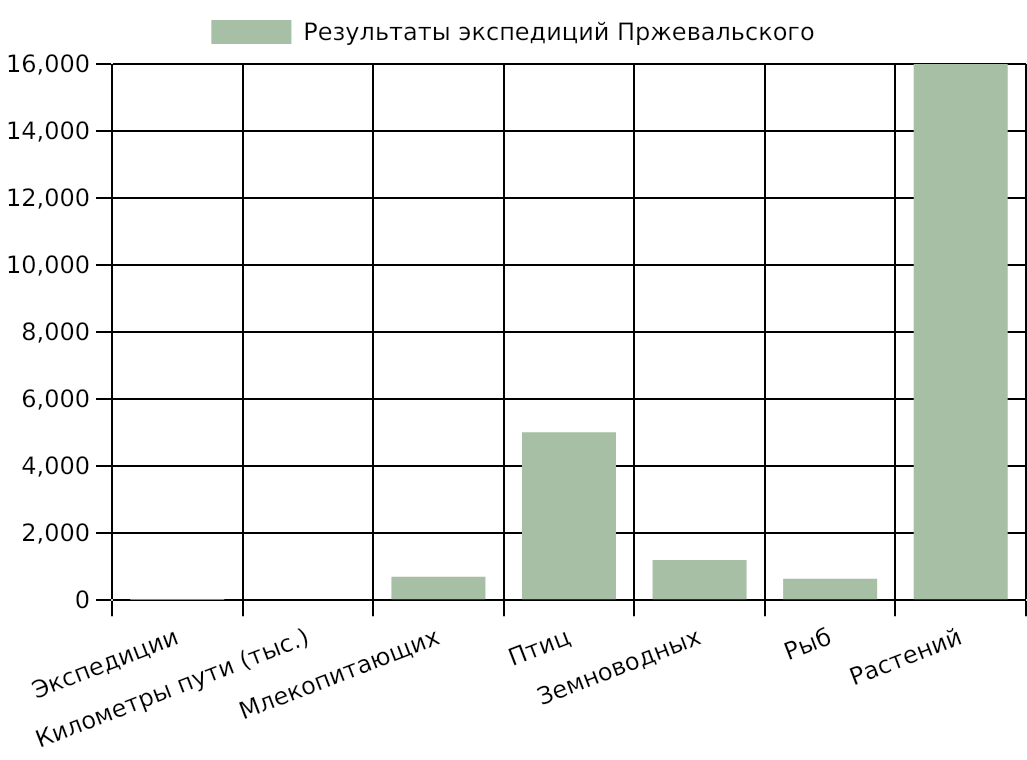 Результаты экспедиций Пржевальского
16,000
14,000
12,000
10,000
8,000
6,000
4,000
2,000
0
Экспедиции
Километры пути (тыс.)
Млекопитающих
Птиц
Земноводных
Рыб
Растений